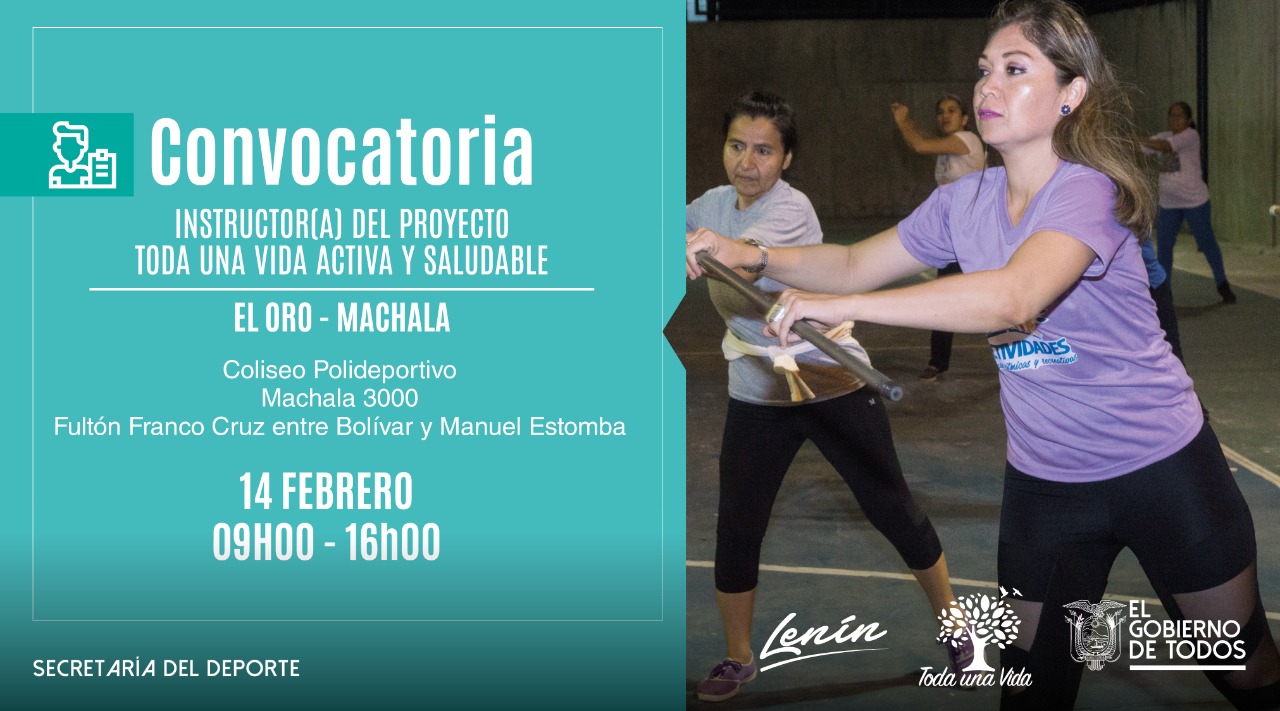 Convocatoria
INSTRUCTOR(A) DEL PROYECTO
TODA UNA VIDA ACTIVA Y SALUDABLE
EL ORO - MACHALA
Coliseo Polideportivo
Machala 3000
Fultón Franco Cruz entre Bolívar y Manuel Estomba
14 FEBRERO
09H00 - 16h00
SECRETARÍA DEL DEPORTE
TIVIDADES
Lenín
Toda una Vida
EL
GOBIERNO
DE TODOS